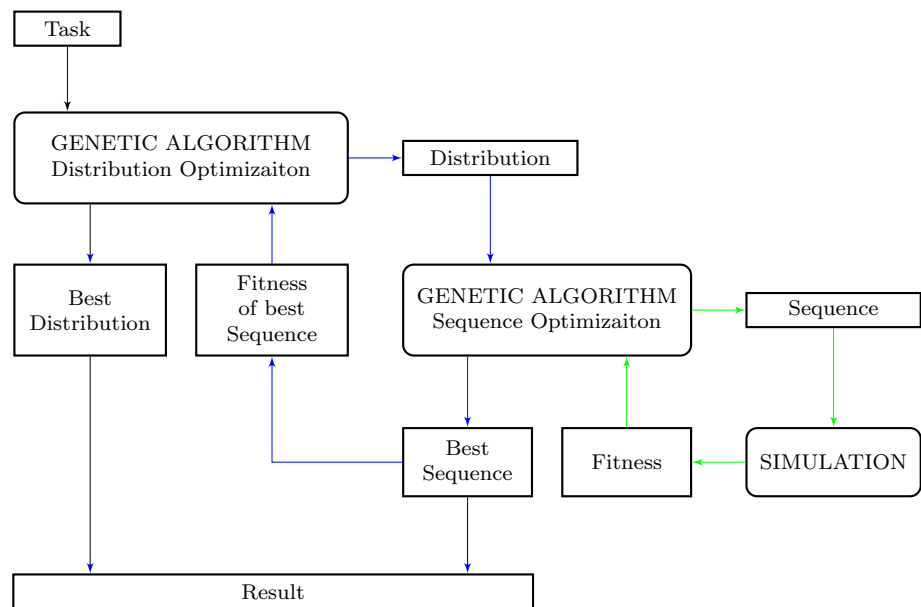 Task
GENETIC ALGORITHM
Distribution Optimizaiton
Distribution
Best
Distribution
Fitness
of best
Sequence
GENETIC ALGORITHM
Sequence Optimizaiton
Sequence
Best
Sequence
Fitness
SIMULATION
Result